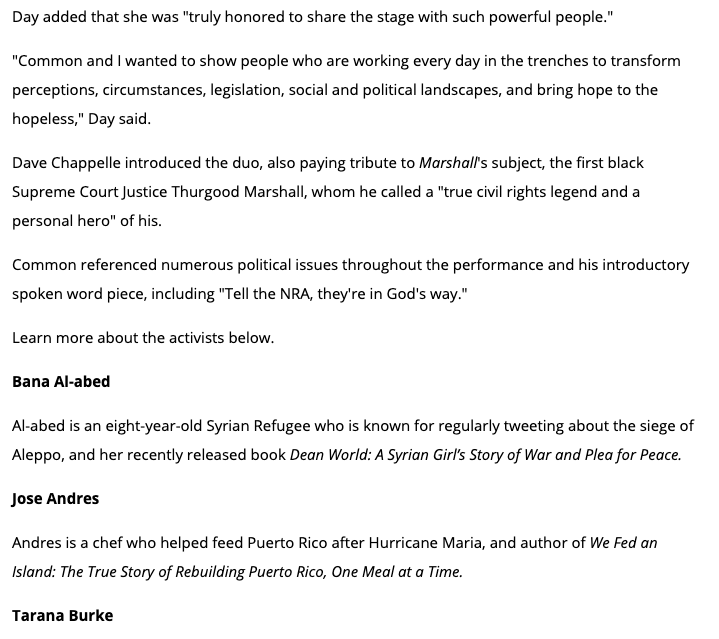 Day added that she was "truly honored to share the stage with such powerful people."
"Common and I wanted to show people who are working every day in the trenches to transform
perceptions, circumstances, legislation, social and political landscapes, and bring hope to the
hopeless," Day said.
Dave Chappelle introduced the duo, also paying tribute to Marshall's subject, the first black
Supreme Court Justice Thurgood Marshall, whom he called a "true civil rights legend and a
personal hero" of his.
Common referenced numerous political issues throughout the performance and his introductory
spoken word piece, including "Tell the NRA, they're in God's way."
Learn more about the activists below.
Bana Al-abed
Al-abed is an eight-year-old Syrian Refugee who is known for regularly tweeting about the siege of
Aleppo, and her recently released book Dean World: A Syrian Girl’s Story of War and Plea for Peace.
Jose Andres
Andres is a chef who helped feed Puerto Rico after Hurricane Maria, and author of We Fed an
Island: The True Story of Rebuilding Puerto Rico, One Meal at a Time.
Tarana Burke